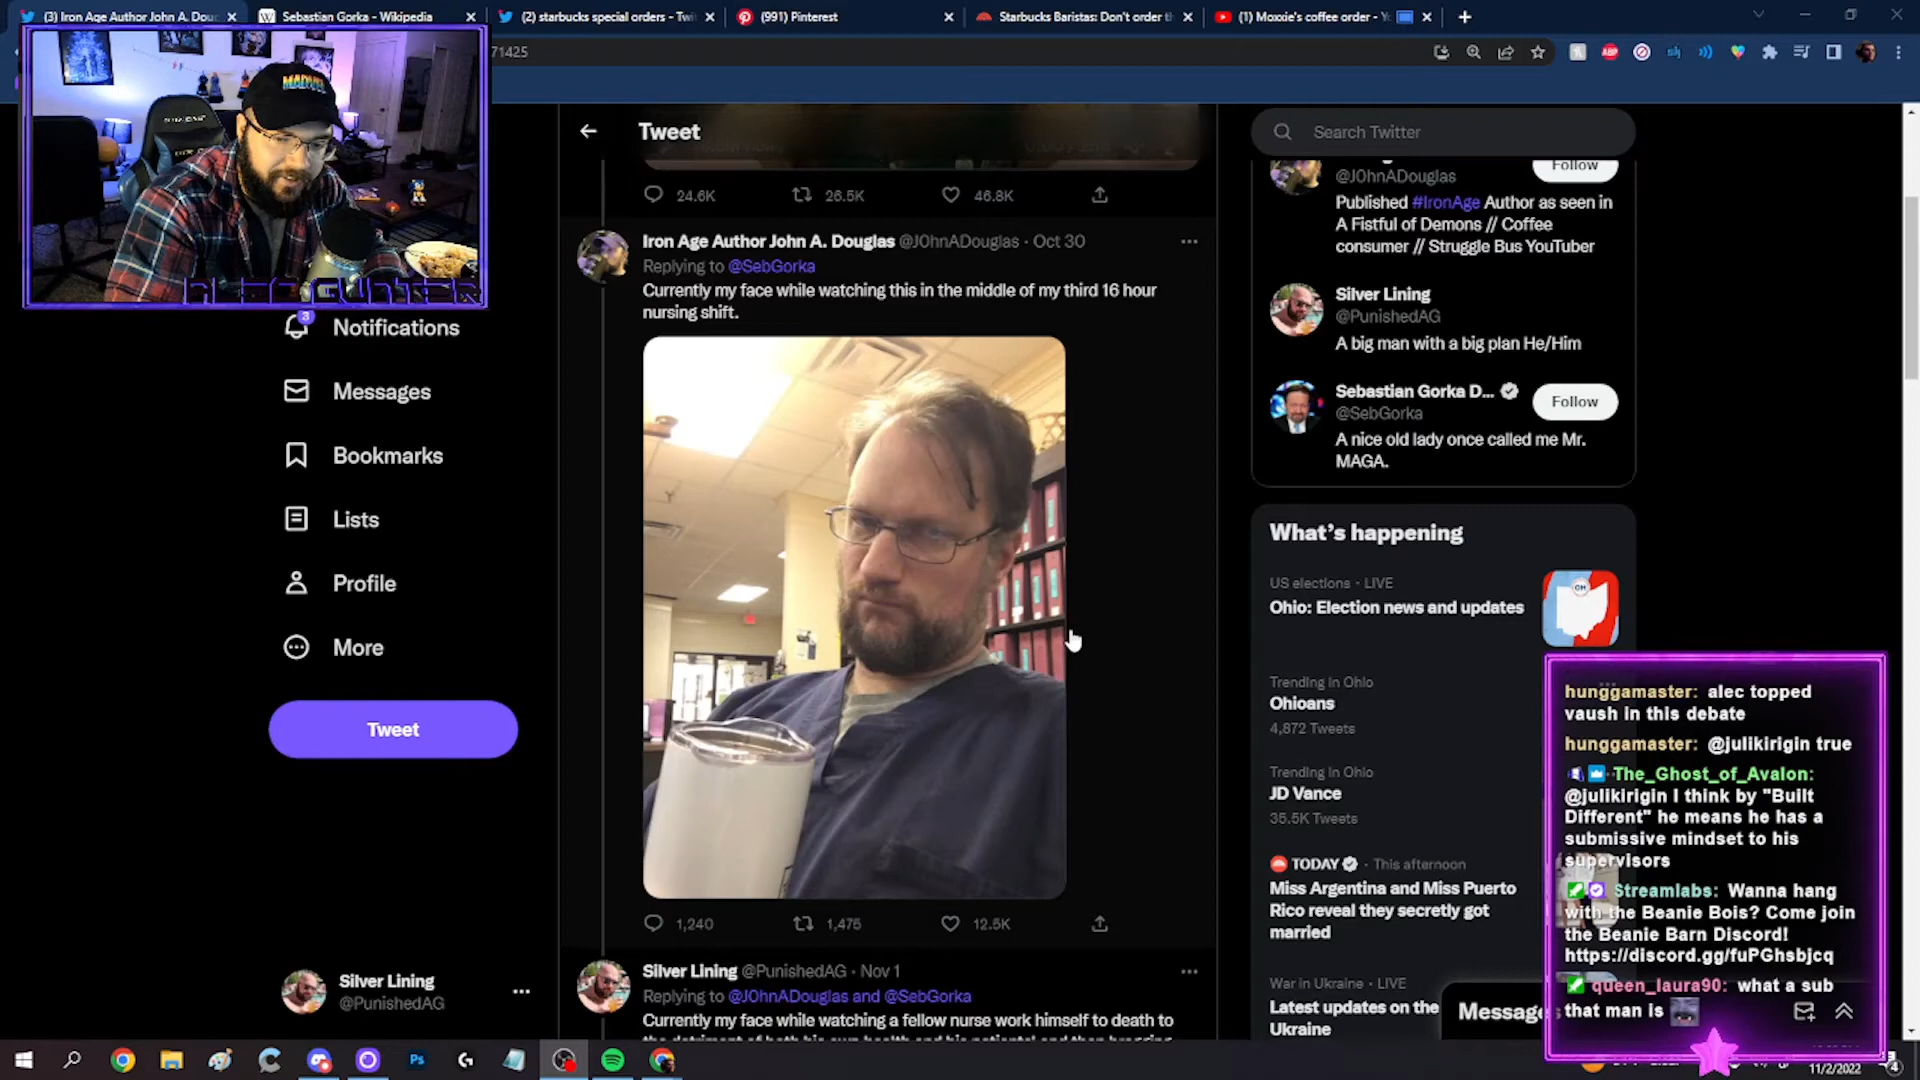 (3) Iron Age Author John A. Douc
Sebastian Gorka - Wikipedia
(2) starbucks special orders - Twi
(991) Pinterest
Starbucks Baristas: Don't order th
(1) Moxxie's coffee order - Y
71425
Tweet
24.6K
26.5K
46.8K
Iron Age Author John A. Douglas @J0hnADouglas · Oct 30
Replying to @SebGorka
Currently my face while watching this in the middle of my third 16 hour
nursing shift.
1,240
1,475
12.5K
Silver Lining @PunishedAG · Nov 1
Replying to @J0hnADouglas and @SebGorka
Currently my face while watching a fellow nurse work himself to death to
3
Notifications
Messages
Bookmarks
Lists
Profile
More
Tweet
Silver Lining
@PunishedAG
Search Twitter
Follow
@J0hnADouglas
Published #IronAge Author as seen in
A Fistful of Demons // Coffee
consumer // Struggle Bus YouTuber
Silver Lining
@PunishedAG
A big man with a big plan He/Him
Sebastian Gorka D...
Follow
@SebGorka
A nice old lady once called me Mr.
MAGA.
What's happening
US elections · LIVE
Ohio: Election news and updates
Trending in Ohio
Ohioans
4,872 Tweets
Trending in Ohio
JD Vance
35.5K Tweets
TODAY · This afternoon
Miss Argentina and Miss Puerto
Rico reveal they secretly got
married
War in Ukraine · LIVE
Latest updates on the
Ukraine
Message
hunggamaster: alec topped
vaush in this debate
hunggamaster: @julikirigin true
The_Ghost_of_Avalon:
@julikirigin I think by "Built
Different" he means he has a
submissive mindset to his
supervisors
Streamlabs: Wanna hang
with the Beanie Bois? Come join
the Beanie Barn Discord!
https://discord.gg/fuPGhsbjcq
queen_laura90: what a sub
that man is
11/2/2022
4